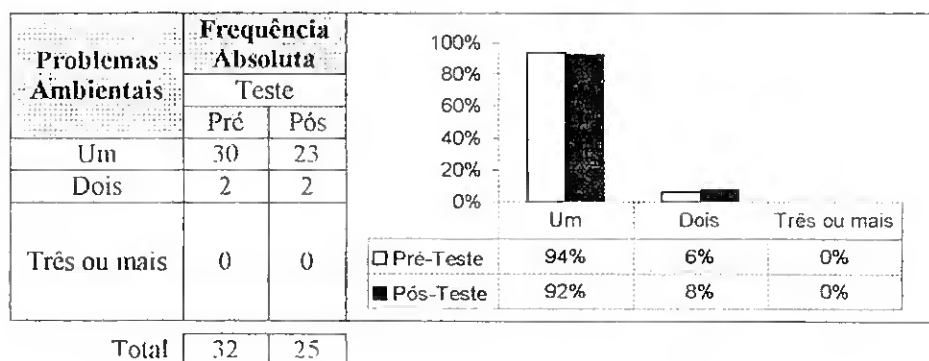 Problemas
Ambientais
Frequência
Absoluta
Teste
Pré Pós
Um 30 23
Dois 2 2
Três ou mais 0 0
Total 32 25
100%
80%
60%
40%
20%
0%
Um Dois Três ou mais
Pré-Teste 94% 6% 0%
Pós-Teste 92% 8% 0%